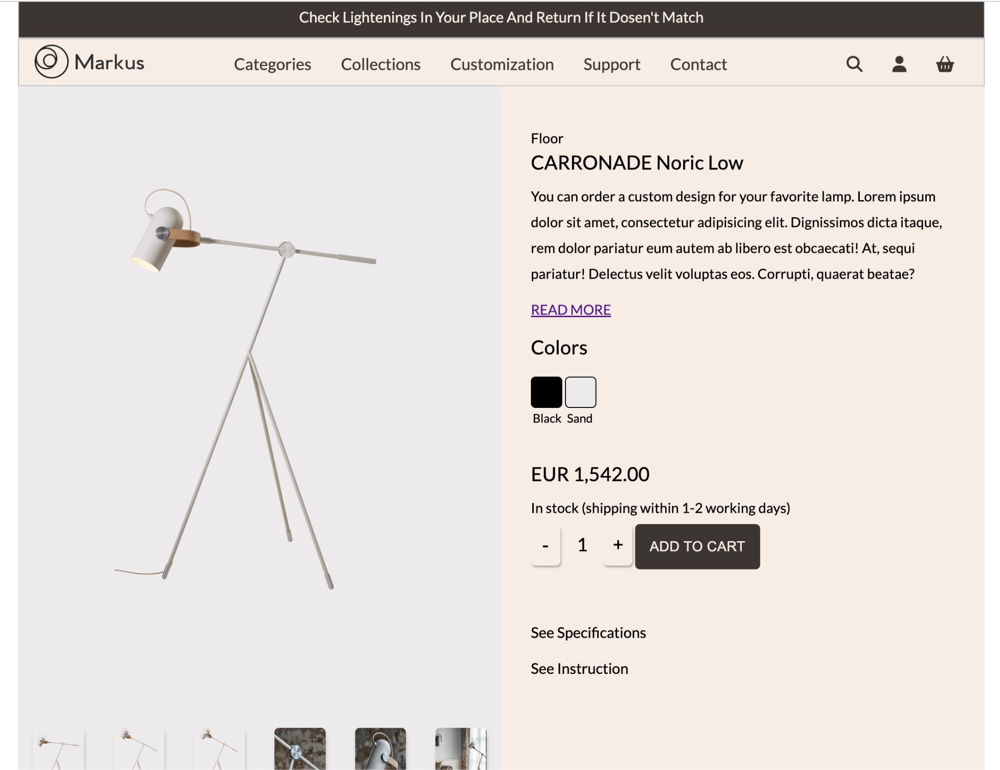 Check Lightenings In Your Place And Return If It Dosen't Match
Markus
Categories Collections Customization Support Contact
Floor
CARRONADE Noric Low
You can order a custom design for your favorite lamp. Lorem ipsum
dolor sit amet, consectetur adipisicing elit. Dignissimos dicta itaque,
rem dolor pariatur eum autem ab libero est obcaecati! At, sequi
pariatur! Delectus velit voluptas eos. Corrupti, quaerat beatae?
READ MORE
Colors
Black Sand
EUR 1,542.00
In stock (shipping within 1-2 working days)
- 1 + ADD TO CART
See Specifications
See Instruction